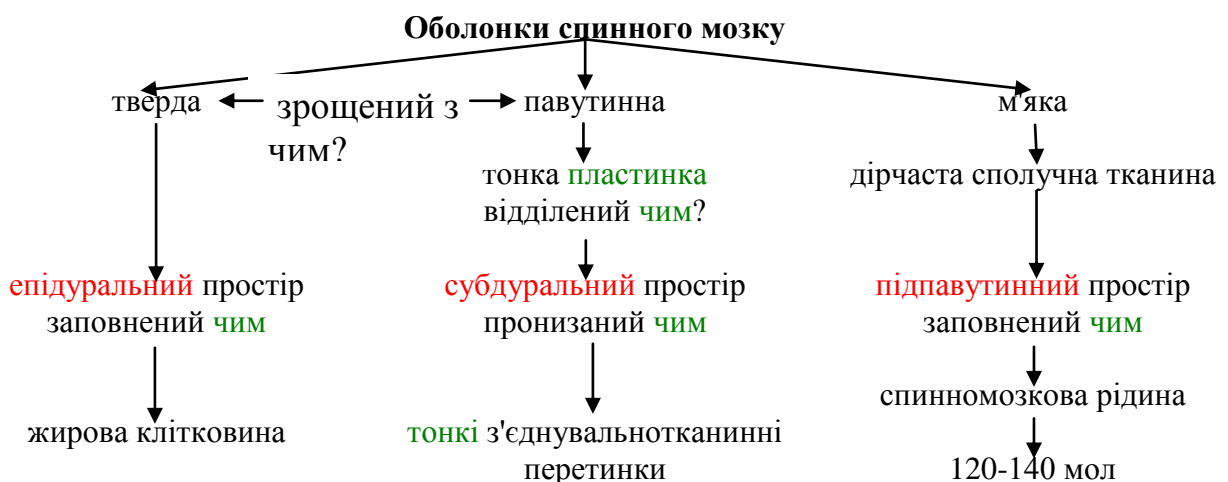 Оболонки спинного мозку
тверда зрощений з павутинна м'яка
чим?
тонка пластинка дірчаста сполучна тканина
відділений чим?
епідуральний простір субдуральний простір підпавутинний простір
заповнений чим пронизаний чим заповнений чим
спинномозкова рідина
жирова клітковина тонкі з'єднувальнотканинні
перетинки 120-140 мол